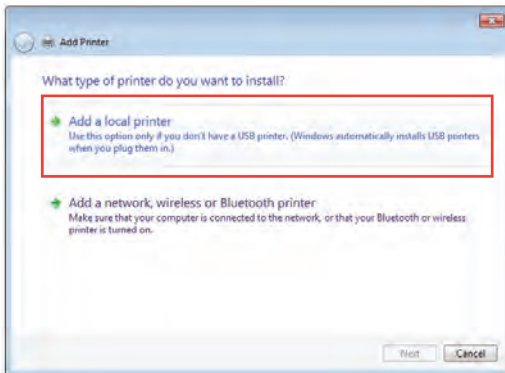 Add Printer
What type of printer do you want to install?
Add a local printer
Use this option only if you don't have a USB printer. (Windows automatically installs USB printers
when you plug them in.)
Add a network, wireless or Bluetooth printer
Make sure that your computer is connected to the network, or that your Bluetooth or wireless
printer is turned on.
Next Cancel